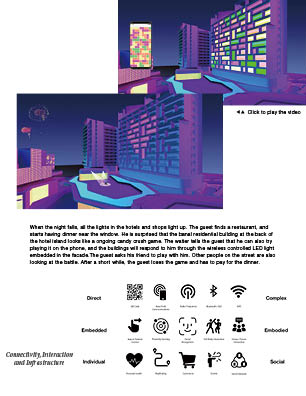 Click to play the video
When the night falls, all the lights in the hotels and shops light up. The guest finds a restaurant, and
starts having dinner near the window. He is surprised that the banal residential building at the back of
the hotel island looks like a ongoing candy crush game. The waiter tells the guest that he can also try
playing it on the phone, and the buildings will respond to him through the wireless controlled LED light
embedded in the facade. The guest asks his friend to play with him. Other people on the street are also
looking at the battle. After a short while, the guest loses the game and has to pay for the dinner.
Direct
Complex
Embedded
Embodied
Connectivity, Interaction
and Infrastructure
Individual
Social